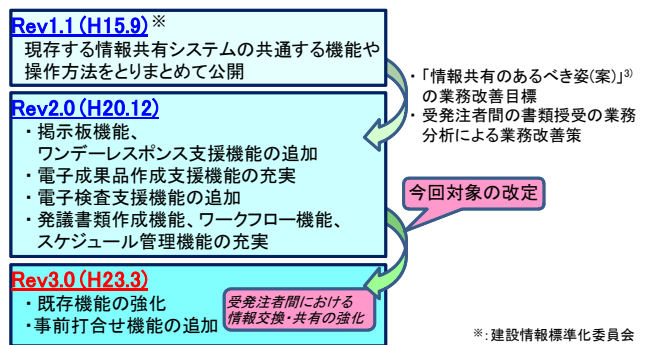 Rev1.1(H15.9)※
現存する情報共有システムの共通する機能や
操作方法をとりまとめて公開
・「情報共有のあるべき姿(案)」3)
の業務改善目標
・受発注者間の書類授受の業務
分析による業務改善策
Rev2.0(H20.12)
・掲示板機能、
ワンデーレスポンス支援機能の追加
・電子成果品作成支援機能の充実
・電子検査支援機能の追加
・発議書類作成機能、ワークフロー機能、
スケジュール管理機能の充実
今回対象の改定
Rev3.0(H23.3)
・既存機能の強化
・事前打合せ機能の追加
受発注者間における
情報交換・共有の強化
※:建設情報標準化委員会